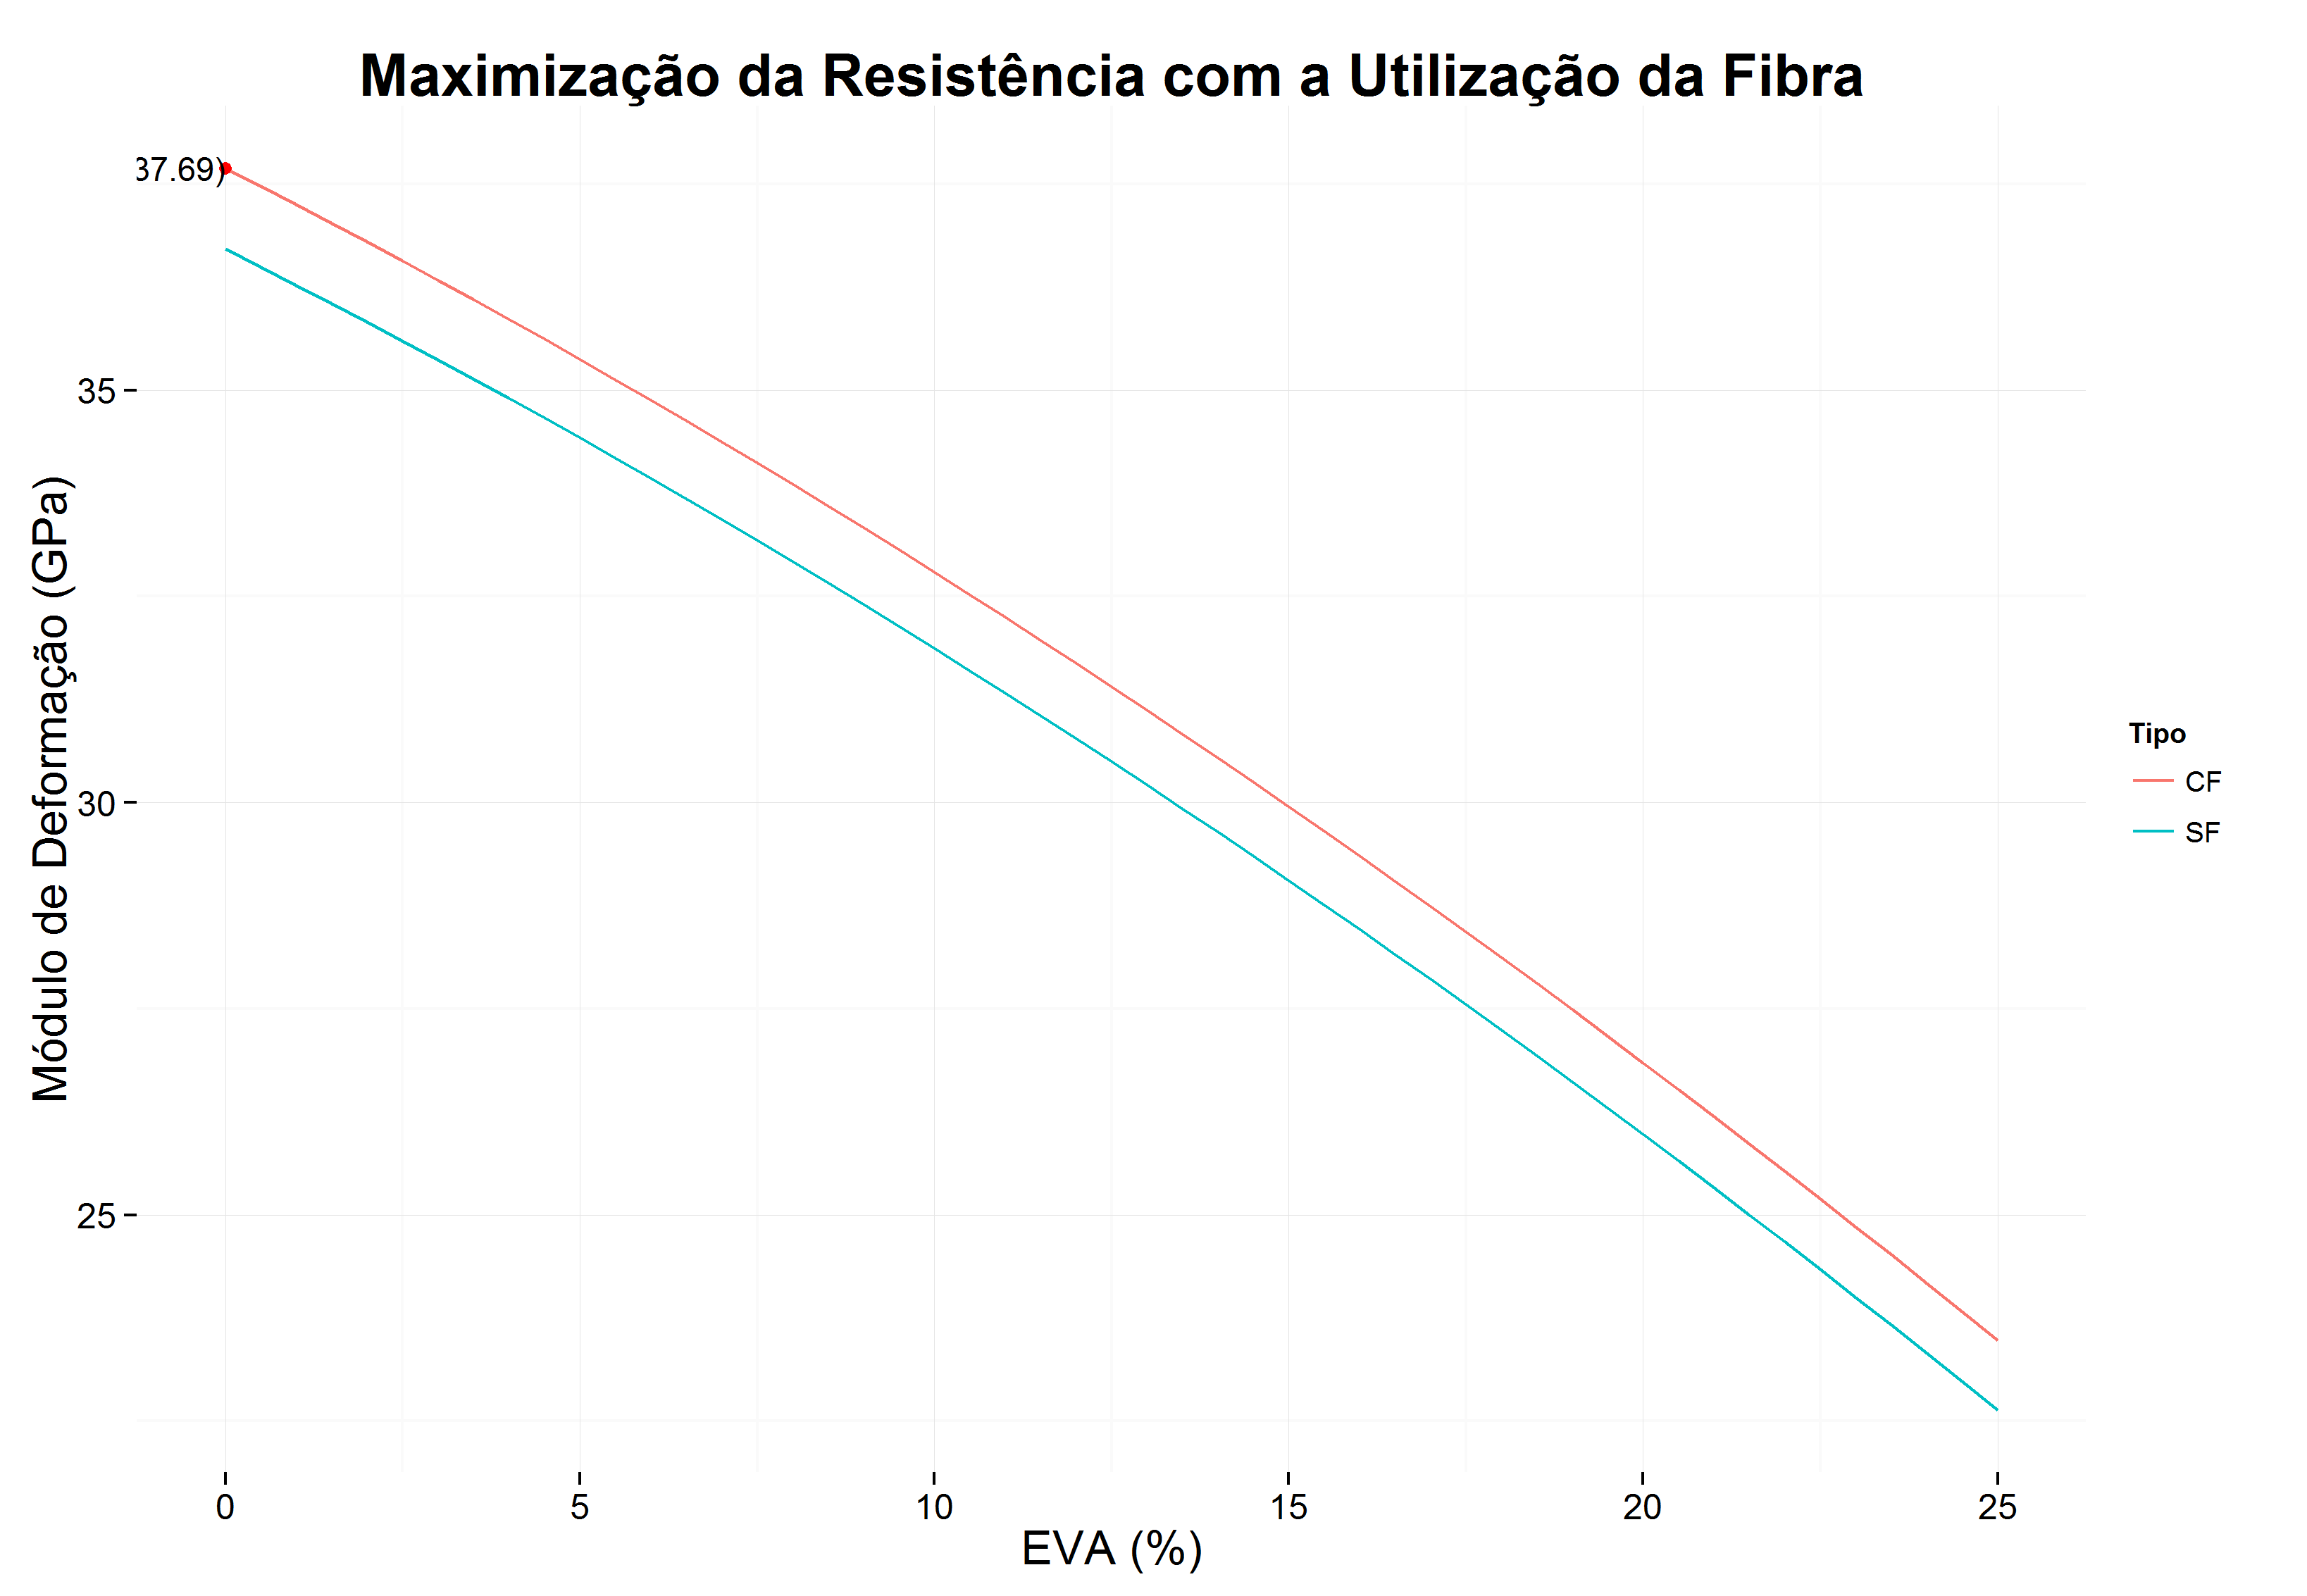 Maximização da Resistência com a Utilização da Fibra
37.69)
35
30
25
Módulo de Deformação (GPa)
0 5 10 15 20 25
EVA (%)
Tipo
CF
SF